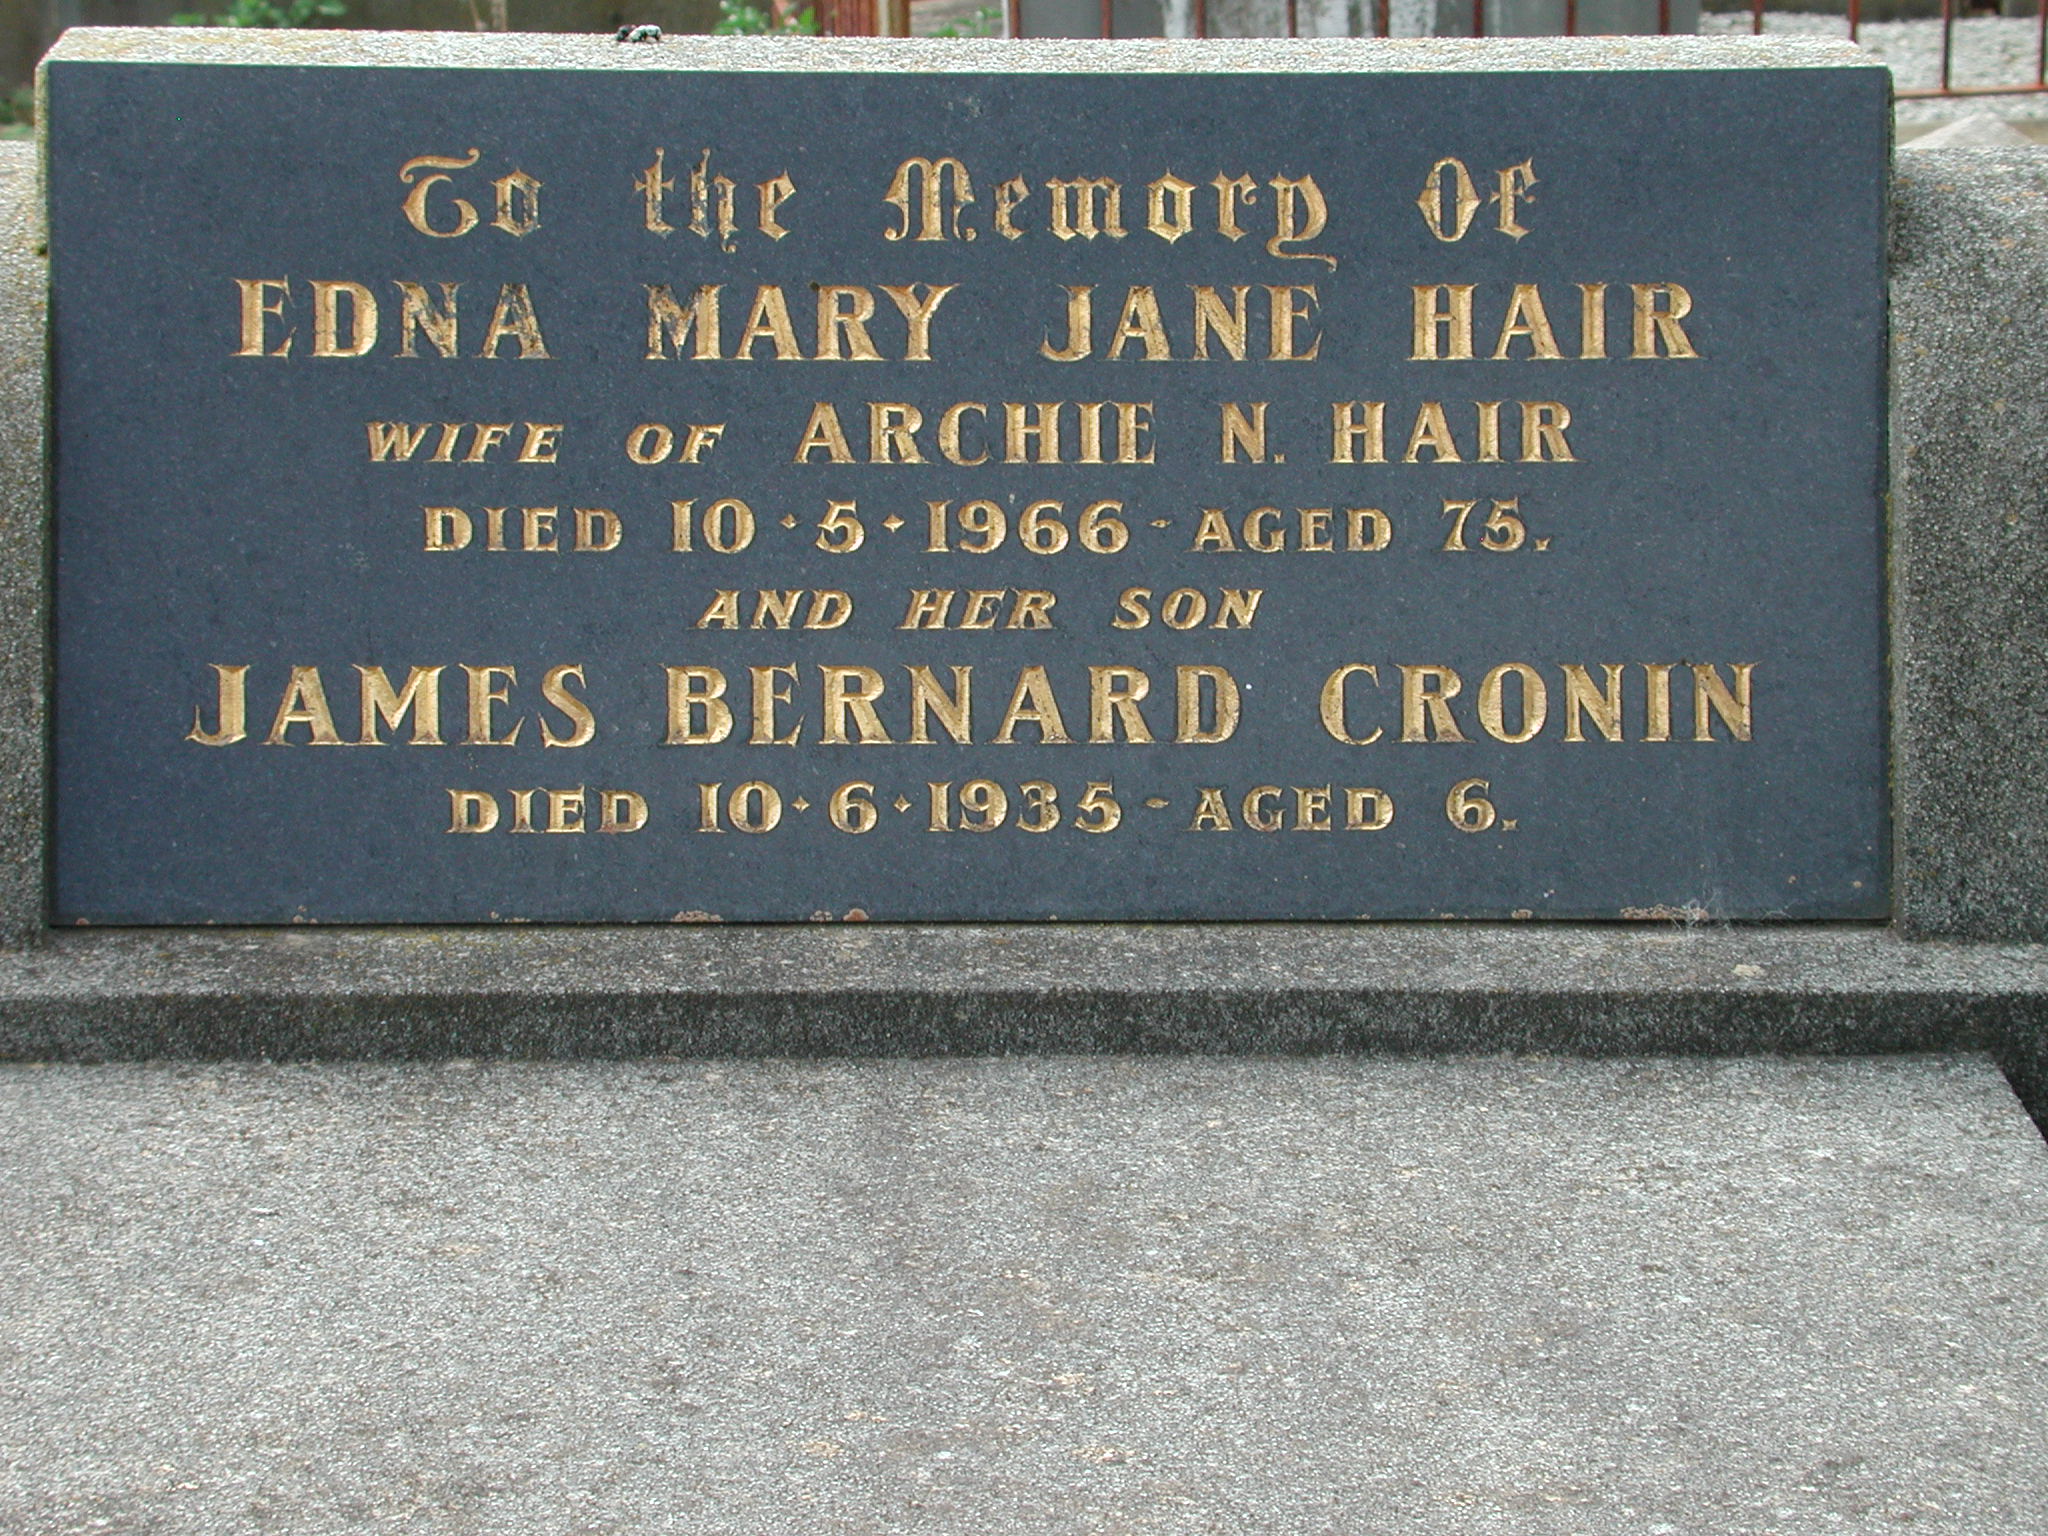 To the Memory Of
EDNA MARY JANE HAIR
WIFE OF ARCHIE N. HAIR
DIED 10·5·1966-AGED 75.
AND HER SON
JAMES BERNARD CRONIN
DIED 10·6·1935-AGED 6.